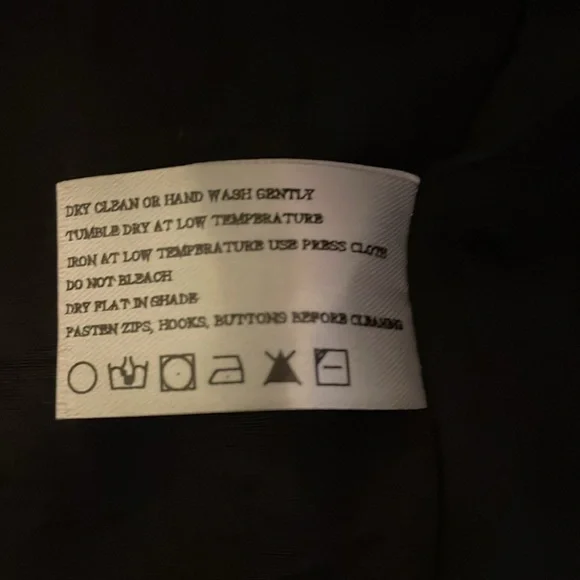 DRY CLEAN OR HAND WASH GENTLY
TUMBLE DRY AT LOW TEMPERATURE
IRON AT LOW TEMPERATURE USE PRESS CLOTH
DO NOT BLEACH
DRY FLAT IN SHADE
FASTEN ZIPS, HOOKS, BUTTONS BEFORE CLEANING